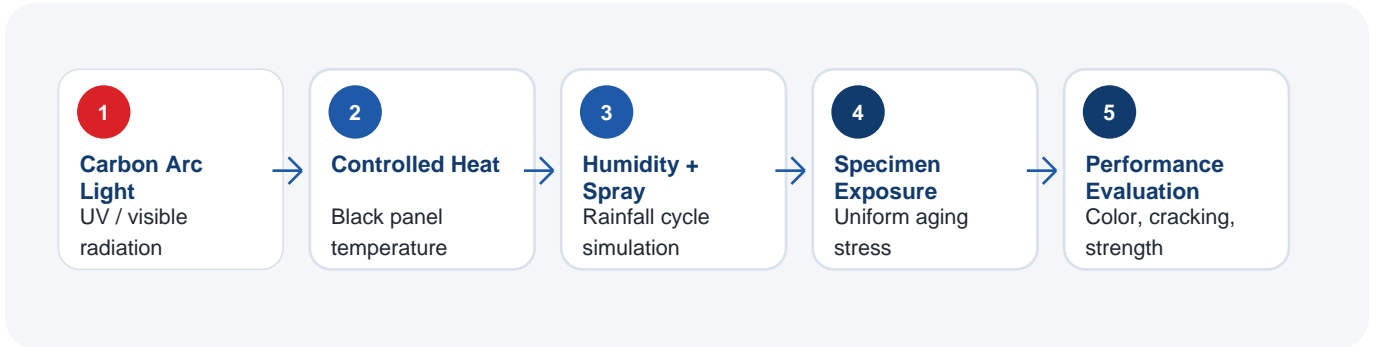 1
Carbon Arc
Light
UV / visible
radiation
2
Controlled Heat
Black panel
temperature
3
Humidity +
Spray
Rainfall cycle
simulation
4
Specimen
Exposure
Uniform aging
stress
5
Performance
Evaluation
Color, cracking,
strength